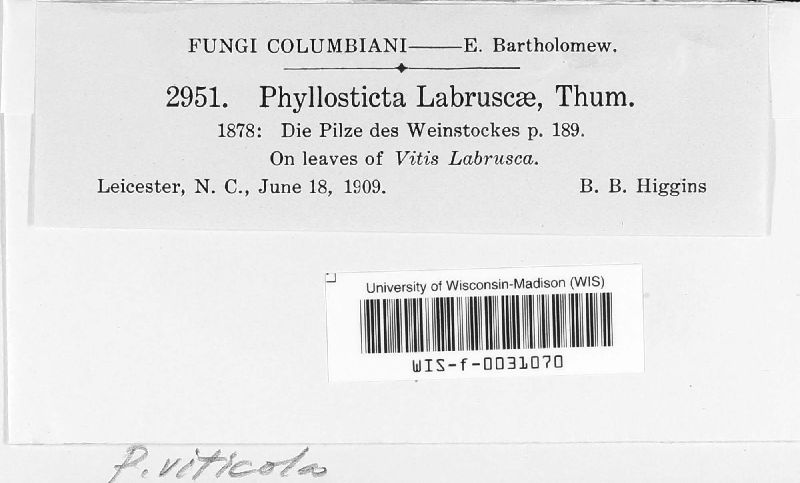 FUNGI COLUMBIANI——E. Bartholomew.
2951. Phyllosticta Labruscæ, Thum.
1878: Die Pilze des Weinstockes p. 189.
On leaves of Vitis Labrusca.
Leicester, N. C., June 18, 1909. B. B. Higgins
University of Wisconsin-Madison (WIS)
WIS-f-0031070
P. viticola